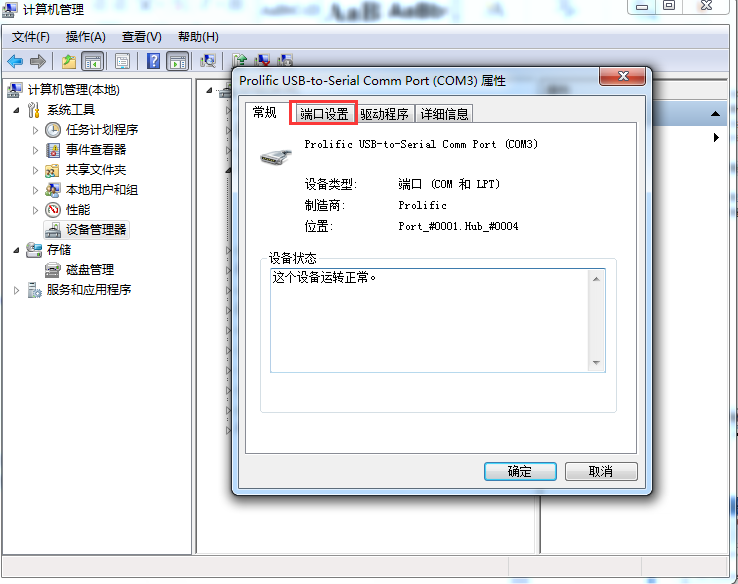 计算机管理
文件(F) 操作(A) 查看(V) 帮助(H)
计算机管理(本地)
系统工具
任务计划程序
事件查看器
共享文件夹
本地用户和组
性能
设备管理器
存储
磁盘管理
服务和应用程序
Prolific USB-to-Serial Comm Port (COM3) 属性
常规 端口设置 驱动程序 详细信息
Prolific USB-to-Serial Comm Port (COM3)
设备类型: 端口 (COM 和 LPT)
制造商: Prolific
位置: Port_#0001.Hub_#0004
设备状态
这个设备运转正常。
确定 取消